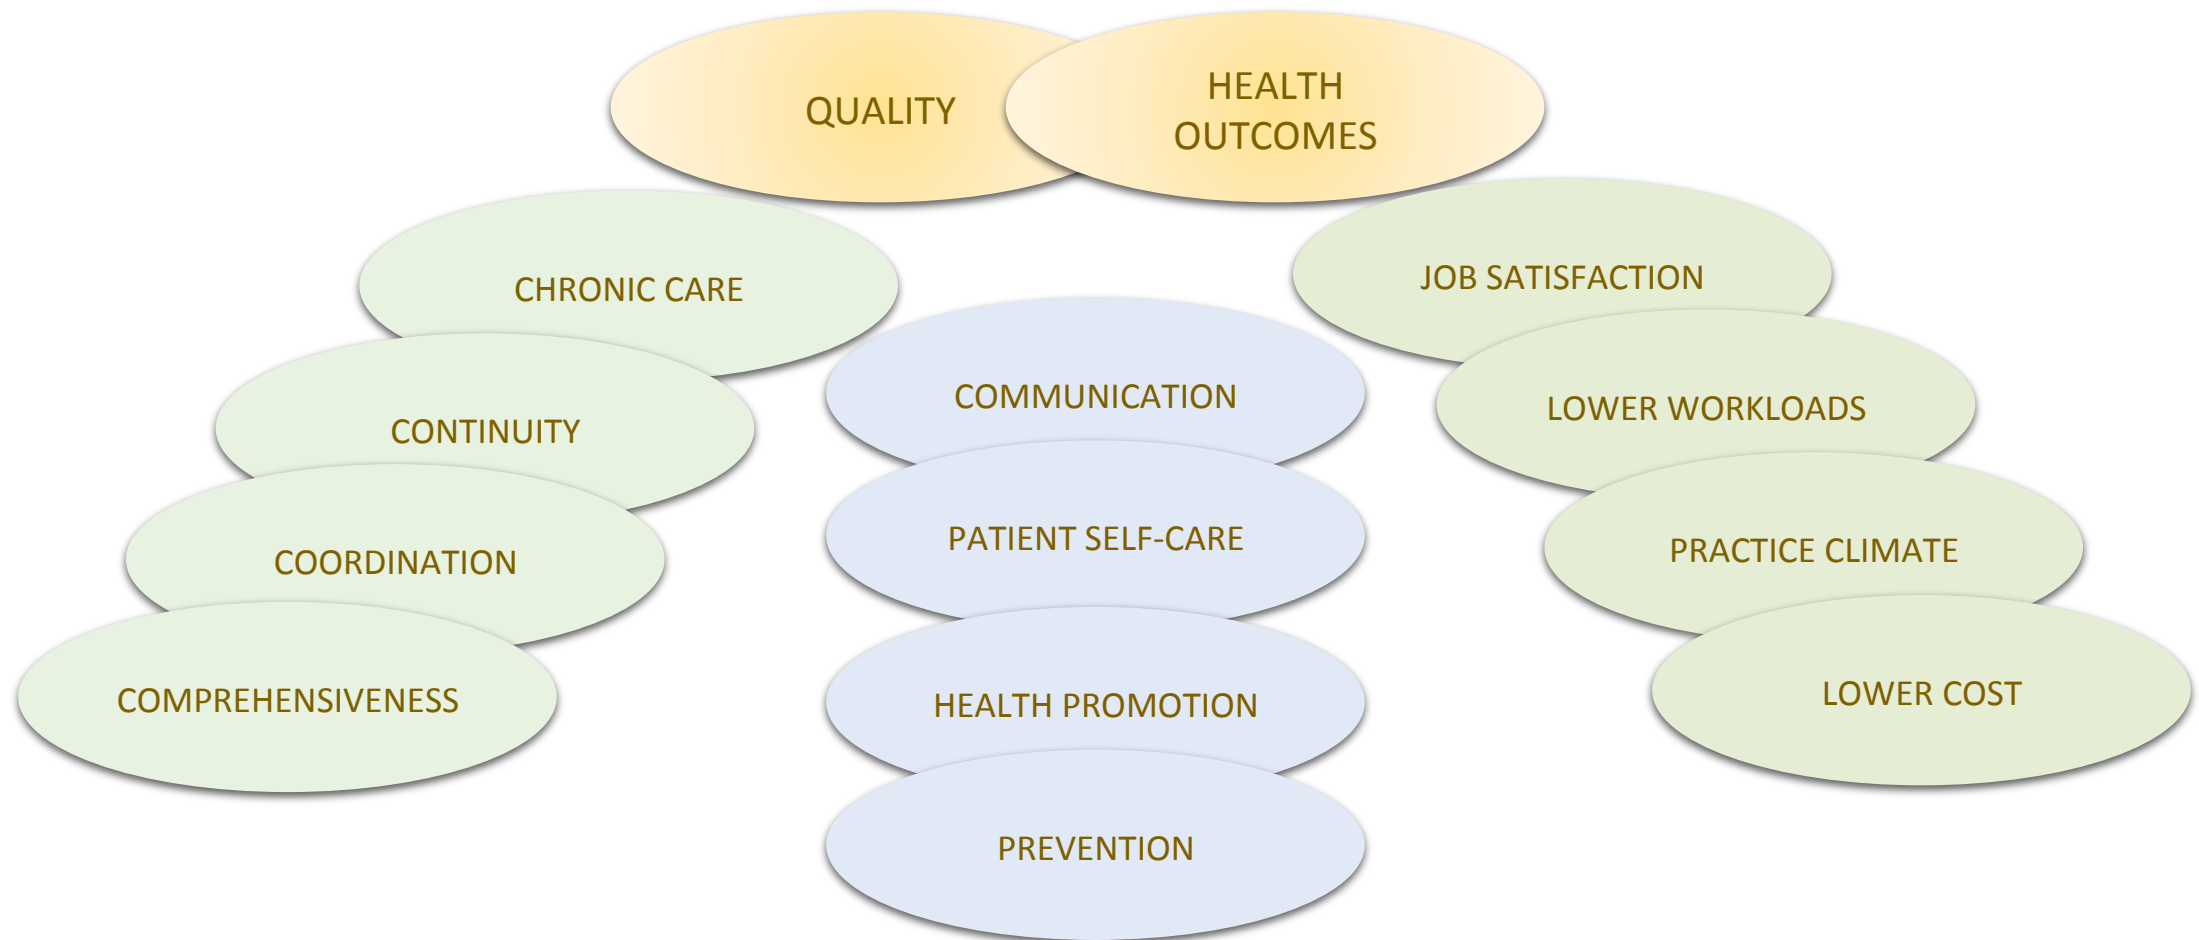 QUALITY
HEALTH
OUTCOMES
CHRONIC CARE
CONTINUITY
COORDINATION
COMPREHENSIVENESS
COMMUNICATION
PATIENT SELF-CARE
HEALTH PROMOTION
PREVENTION
JOB SATISFACTION
LOWER WORKLOADS
PRACTICE CLIMATE
LOWER COST